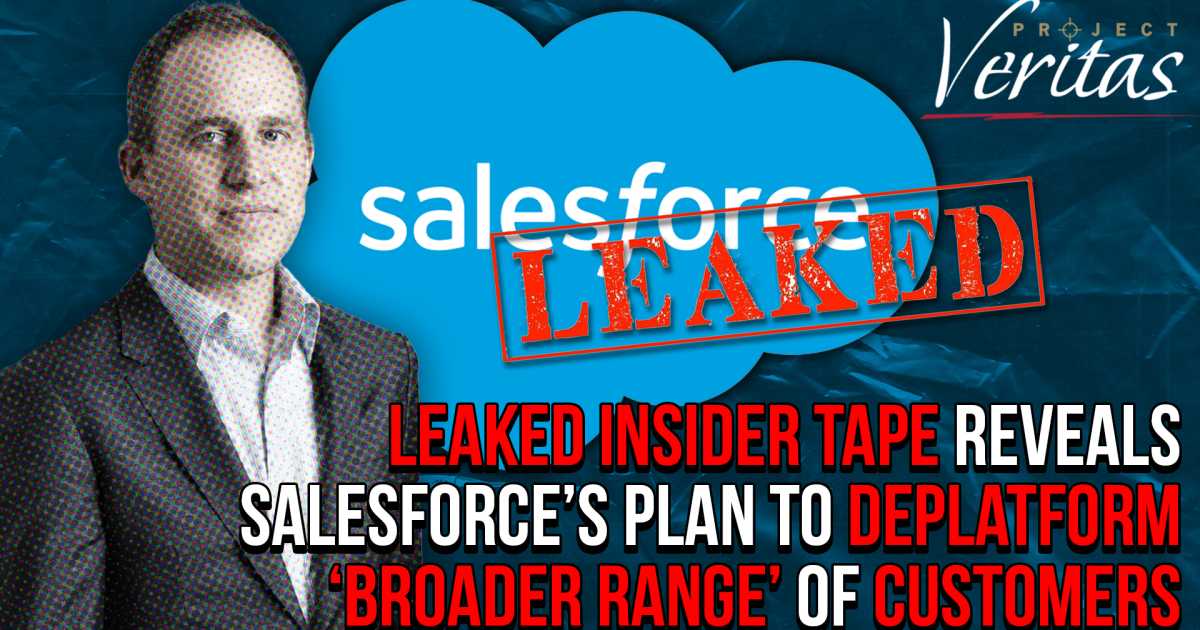 PROJECT
Veritas
salesforce
LEAKED
LEAKED INSIDER TAPE REVEALS
SALESFORCE’S PLAN TO DEPLATFORM
‘BROADER RANGE’ OF CUSTOMERS